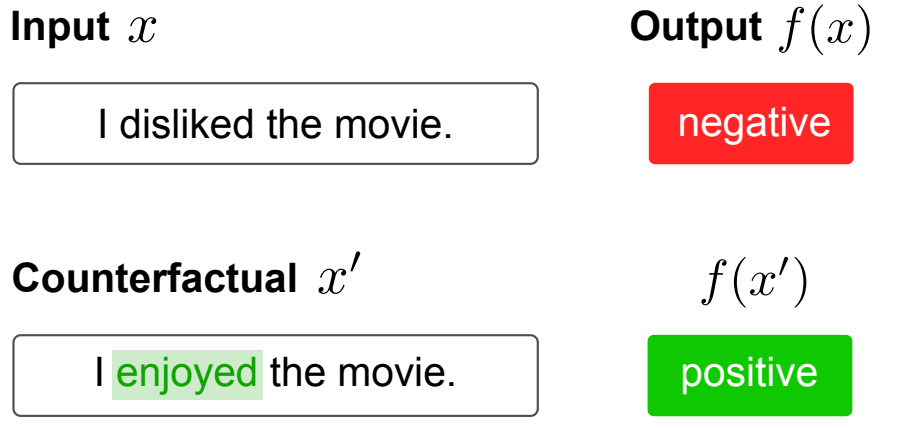 Input x
Output f(x)
I disliked the movie.
negative
Counterfactual x′
f(x′)
I enjoyed the movie.
positive